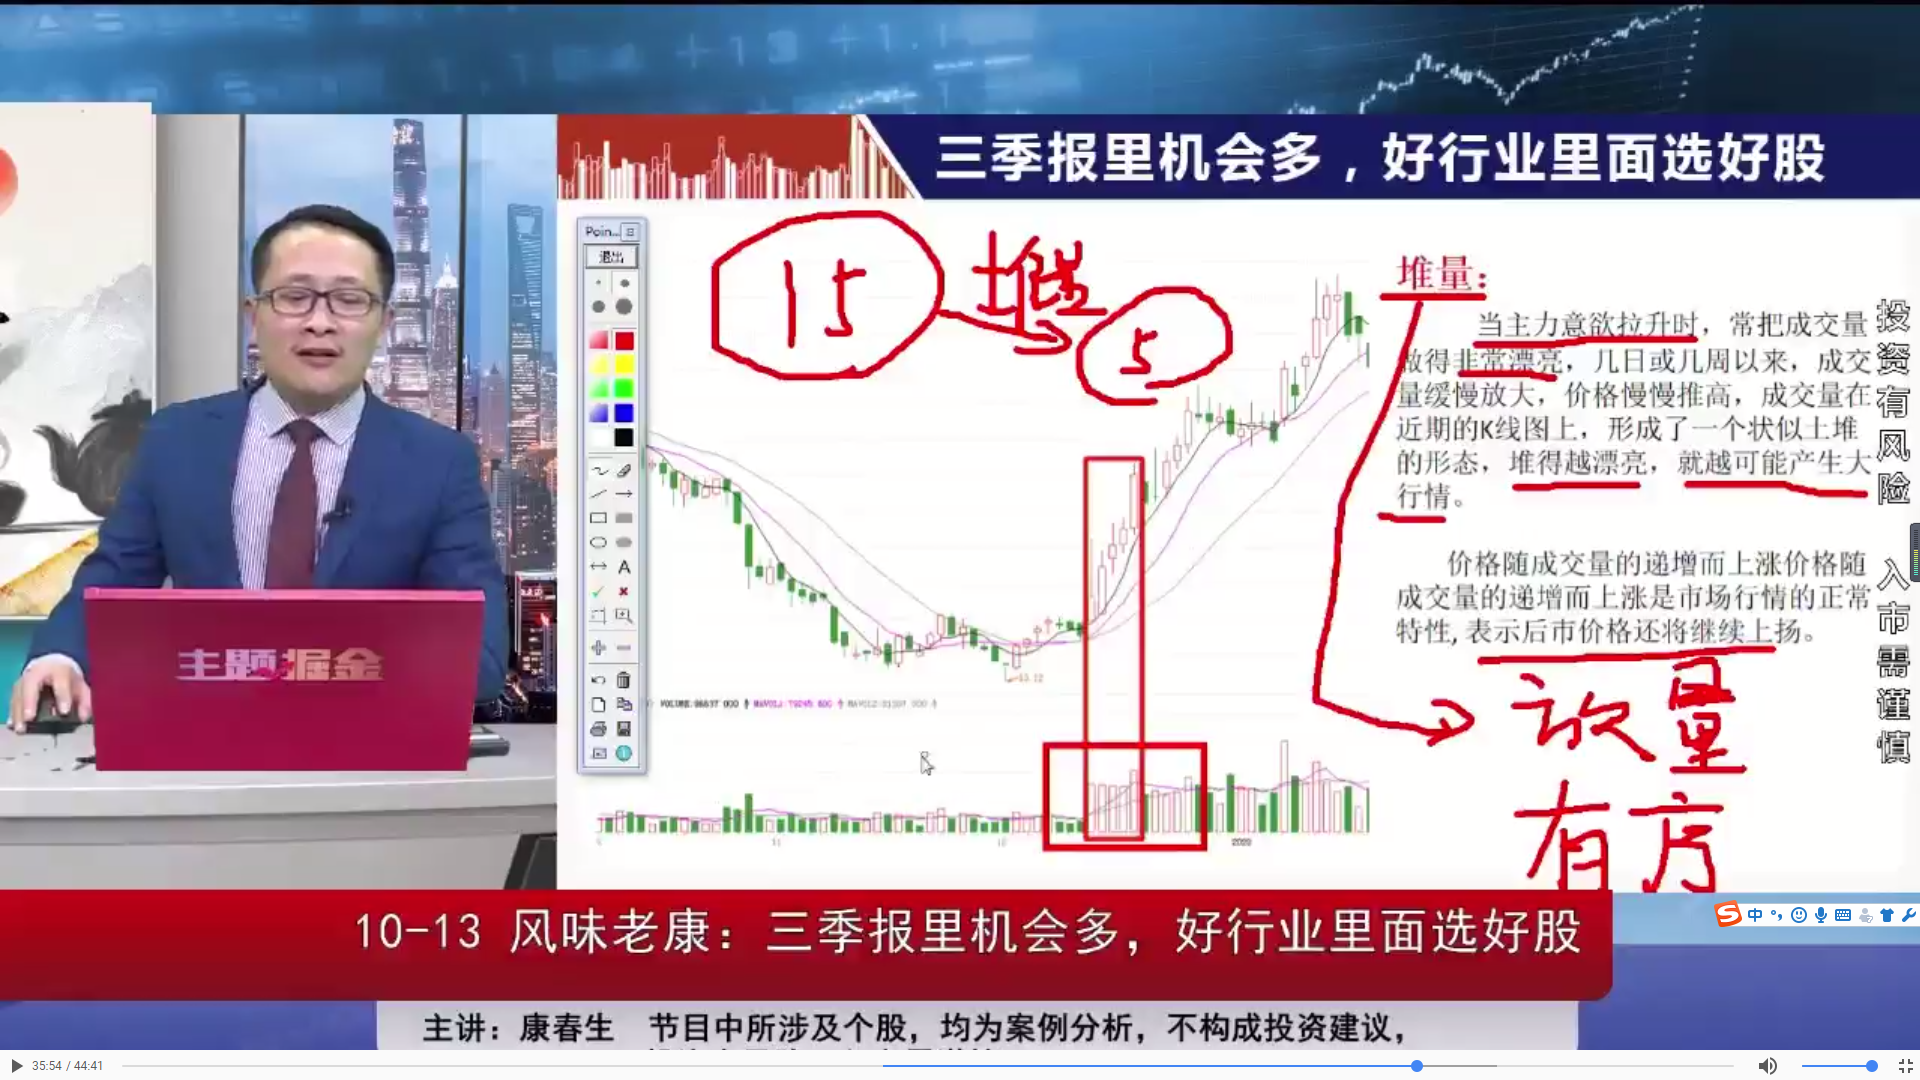 三季报里机会多，好行业里面选好股
Poin...
退出
15
堆
5
堆量：
当主力意欲拉升时，常把成交量
做得非常漂亮，几日或几周以来，成交
量缓慢放大，价格慢慢推高，成交量在
近期的K线图上，形成了一个状似土堆
的形态，堆得越漂亮，就越可能产生大
行情。
价格随成交量的递增而上涨价格随
成交量的递增而上涨是市场行情的正常
特性,表示后市价格还将继续上扬。
放量
有方
投资有风险 入市需谨慎
13.12
11
12
2020
主题掘金
中
10-13 风味老康：三季报里机会多，好行业里面选好股
主讲：康春生 节目中所涉及个股，均为案例分析，不构成投资建议，
35:54 / 44:41